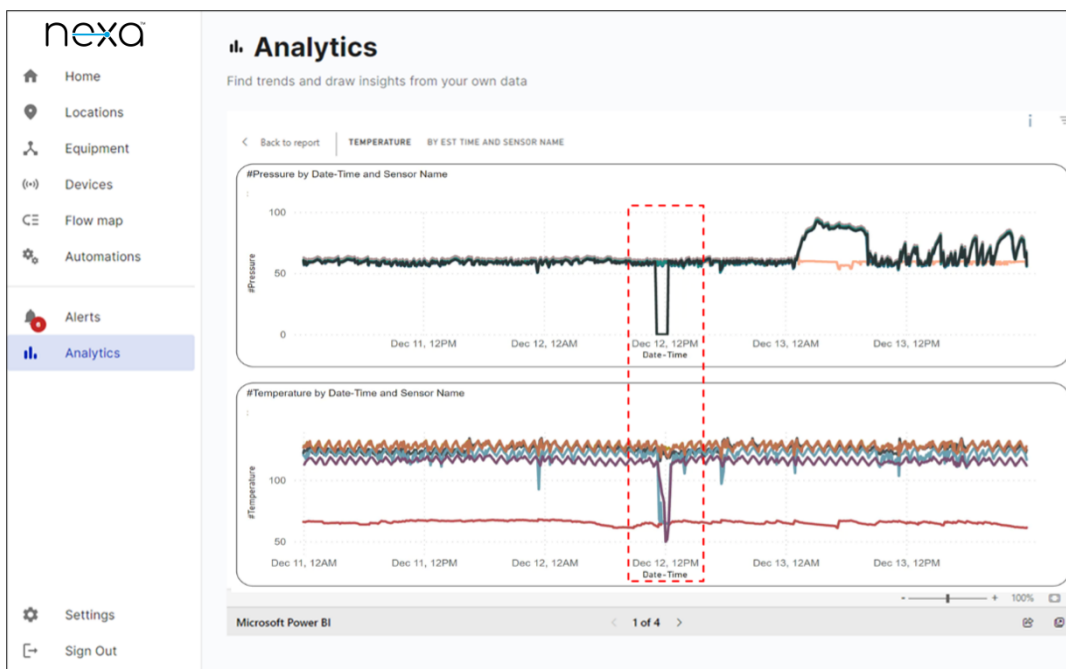 nexa™
Home
Locations
Equipment
Devices
Flow map
Automations
Alerts
Analytics
Settings
Sign Out
Analytics
Find trends and draw insights from your own data
Back to report
TEMPERATURE BY EST TIME AND SENSOR NAME
#Pressure by Date-Time and Sensor Name
100
50
0
#Pressure
Dec 11, 12PM
Dec 12, 12AM
Dec 12, 12PM
Dec 13, 12AM
Dec 13, 12PM
Date-Time
#Temperature by Date-Time and Sensor Name
100
50
#Temperature
Dec 11, 12AM
Dec 11, 12PM
Dec 12, 12AM
Dec 12, 12PM
Dec 13, 12AM
Dec 13, 12PM
Date-Time
- + 100%
Microsoft Power BI
1 of 4